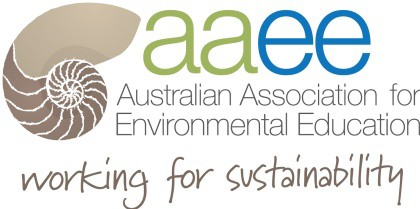 aaee
Australian Association for
Environmental Education
working for sustainability